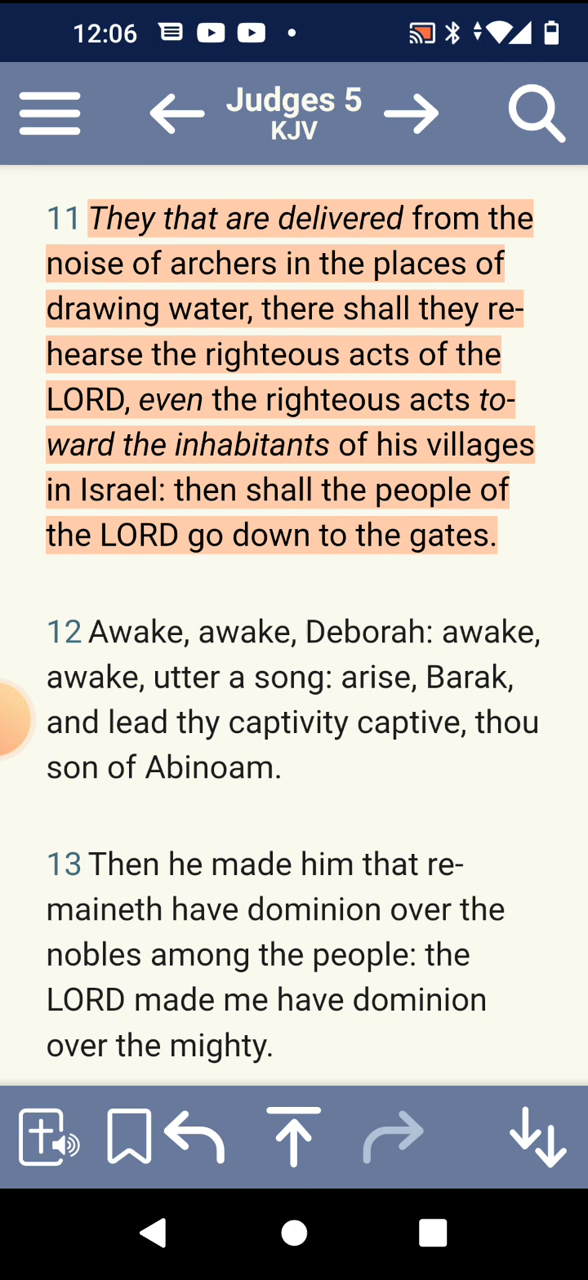 12:06
Judges 5
KJV
11 They that are delivered from the
noise of archers in the places of
drawing water, there shall they re-
hearse the righteous acts of the
LORD, even the righteous acts to-
ward the inhabitants of his villages
in Israel: then shall the people of
the LORD go down to the gates.
12 Awake, awake, Deborah: awake,
awake, utter a song: arise, Barak,
and lead thy captivity captive, thou
son of Abinoam.
13 Then he made him that re-
maineth have dominion over the
nobles among the people: the
LORD made me have dominion
over the mighty.